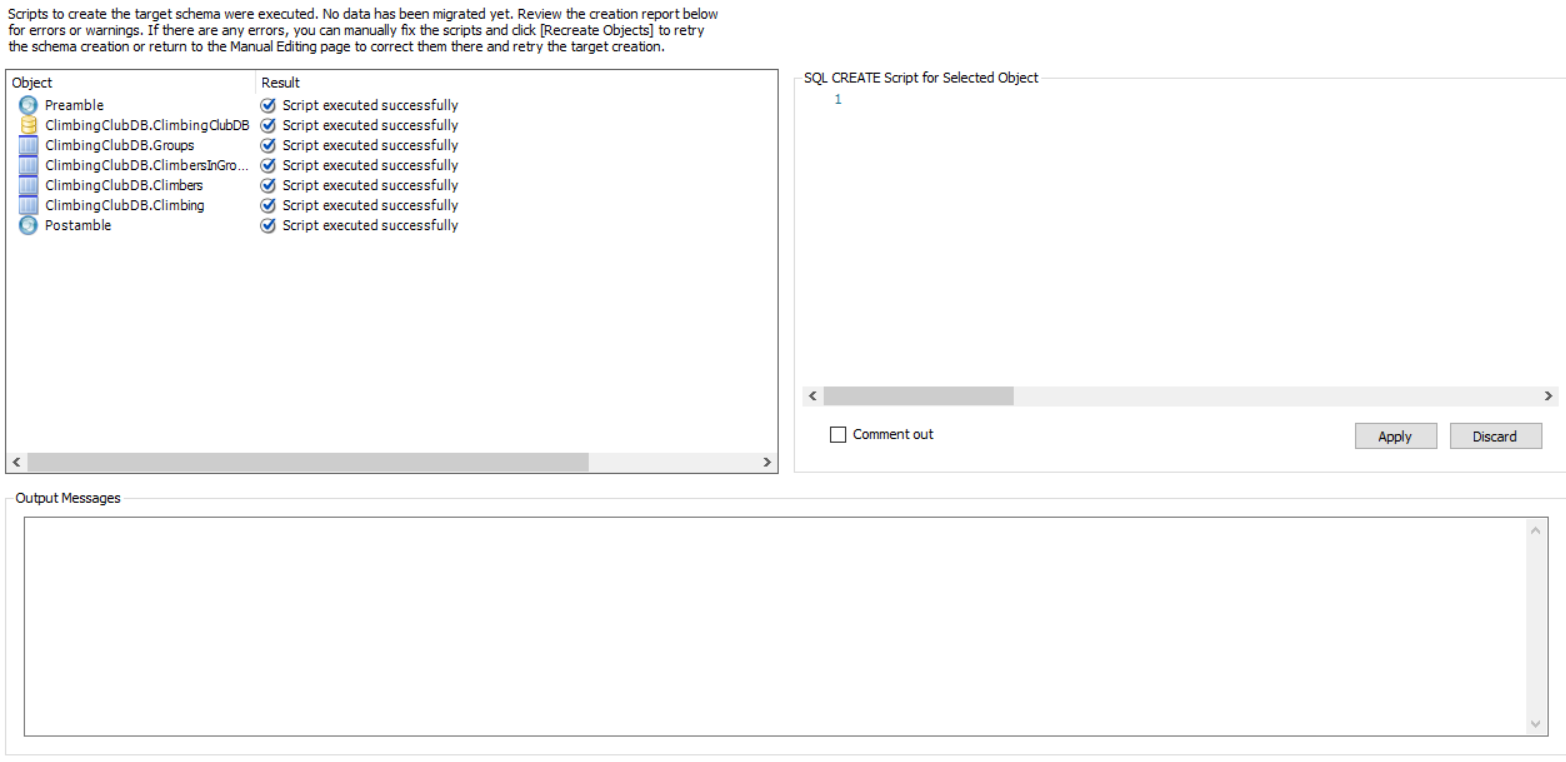 Scripts to create the target schema were executed. No data has been migrated yet. Review the creation report below
for errors or warnings. If there are any errors, you can manually fix the scripts and click [Recreate Objects] to retry
the schema creation or return to the Manual Editing page to correct them there and retry the target creation.
Object Result
Preamble Script executed successfully
ClimbingClubDB.ClimbingClubDB Script executed successfully
ClimbingClubDB.Groups Script executed successfully
ClimbingClubDB.ClimbersInGro... Script executed successfully
ClimbingClubDB.Climbers Script executed successfully
ClimbingClubDB.Climbing Script executed successfully
Postamble Script executed successfully
SQL CREATE Script for Selected Object
1
Comment out Apply Discard
Output Messages